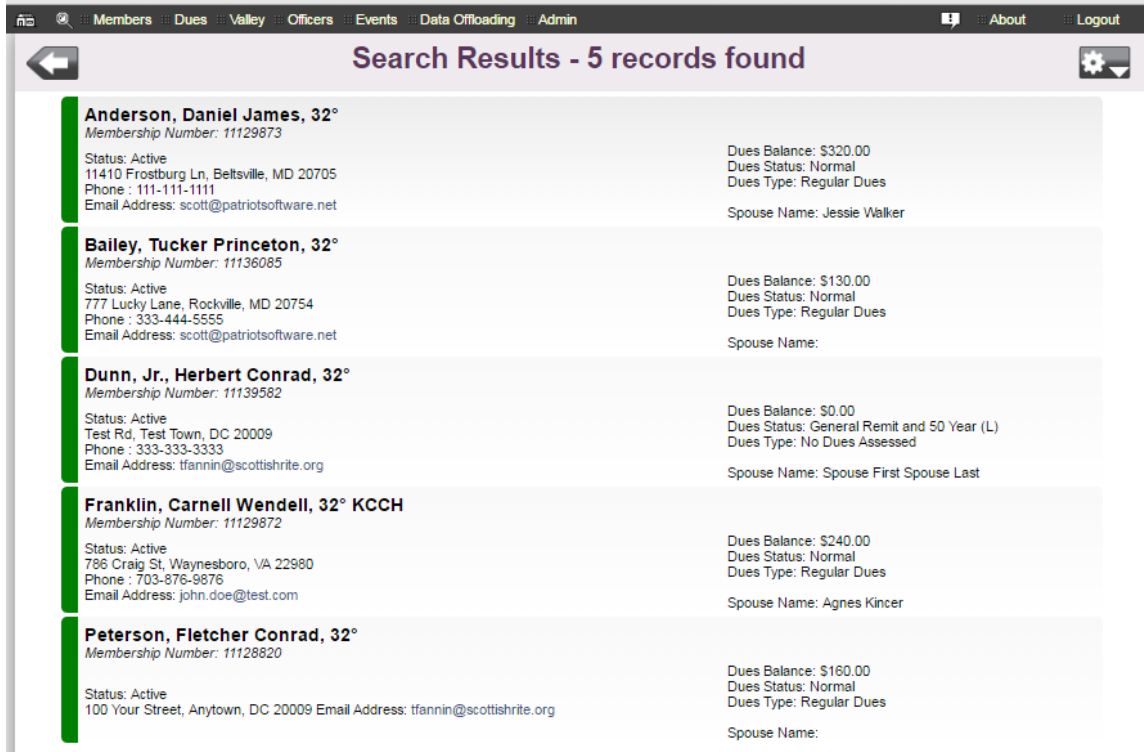 Members Dues Valley Officers Events Data Offloading Admin About Logout
Search Results - 5 records found
Anderson, Daniel James, 32°
Membership Number: 11129873
Status: Active
11410 Frostburg Ln, Beltsville, MD 20705
Phone : 111-111-1111
Email Address: scott@patriotsoftware.net
Dues Balance: $320.00
Dues Status: Normal
Dues Type: Regular Dues
Spouse Name: Jessie Walker
Bailey, Tucker Princeton, 32°
Membership Number: 11136085
Status: Active
777 Lucky Lane, Rockville, MD 20754
Phone : 333-444-5555
Email Address: scott@patriotsoftware.net
Dues Balance: $130.00
Dues Status: Normal
Dues Type: Regular Dues
Spouse Name:
Dunn, Jr., Herbert Conrad, 32°
Membership Number: 11139582
Status: Active
Test Rd, Test Town, DC 20009
Phone : 333-333-3333
Email Address: tfannin@scottishrite.org
Dues Balance: $0.00
Dues Status: General Remit and 50 Year (L)
Dues Type: No Dues Assessed
Spouse Name: Spouse First Spouse Last
Franklin, Carnell Wendell, 32° KCCH
Membership Number: 11129872
Status: Active
786 Craig St, Waynesboro, VA 22980
Phone : 703-876-9876
Email Address: john.doe@test.com
Dues Balance: $240.00
Dues Status: Normal
Dues Type: Regular Dues
Spouse Name: Agnes Kincer
Peterson, Fletcher Conrad, 32°
Membership Number: 11128820
Status: Active
100 Your Street, Anytown, DC 20009 Email Address: tfannin@scottishrite.org
Dues Balance: $160.00
Dues Status: Normal
Dues Type: Regular Dues
Spouse Name: